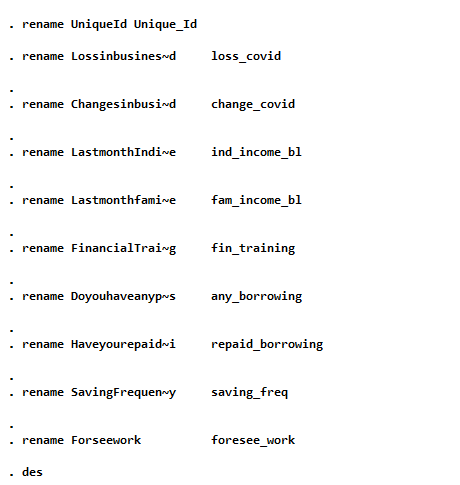 . rename UniqueId Unique_Id
. rename Lossinbusines~d loss_covid
.
. rename Changesinbusi~d change_covid
.
. rename LastmonthIndi~e ind_income_bl
.
. rename Lastmonthfami~e fam_income_bl
.
. rename FinancialTrai~g fin_training
.
. rename Doyouhaveanyp~s any_borrowing
.
. rename Haveyourepaid~i repaid_borrowing
.
. rename SavingFrequen~y saving_freq
.
. rename Forseework foresee_work
. des